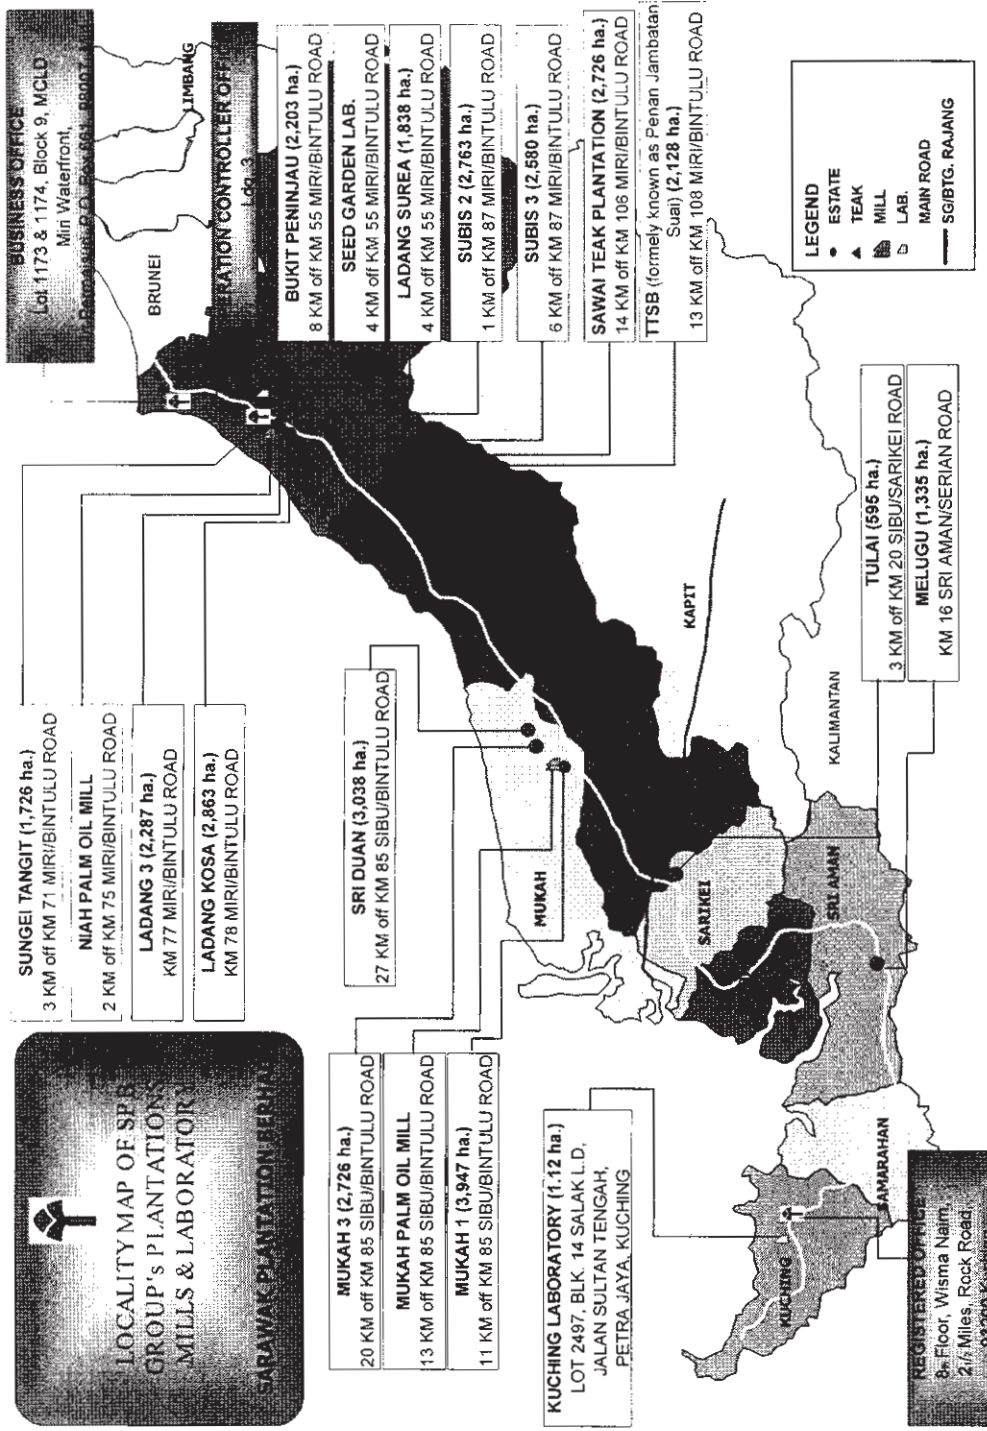 LOCALITY MAP OF SPB
GROUP's PLANTATIONS
MILLS & LABORATORY
SARAWAK PLANTATION BERHAD
SUNGEI TANGIT (1,726 ha.)
3 KM off KM 71 MIRI/BINTULU ROAD
NIAH PALM OIL MILL
2 KM off KM 75 MIRI/BINTULU ROAD
LADANG 3 (2,287 ha.)
KM 77 MIRI/BINTULU ROAD
LADANG KOSA (2,863 ha.)
KM 78 MIRI/BINTULU ROAD
BUSINESS OFFICE
Lot 1173 & 1174, Block 9, MCLD
Miri Waterfront,
BRUNEI
LIMBANG
ERATION CONTROLLER OFFICE
BUKIT PENINJAU (2,203 ha.)
8 KM off KM 55 MIRI/BINTULU ROAD
SEED GARDEN LAB.
4 KM off KM 55 MIRI/BINTULU ROAD
LADANG SUREA (1,838 ha.)
4 KM off KM 55 MIRI/BINTULU ROAD
SUBIS 2 (2,763 ha.)
1 KM off KM 87 MIRI/BINTULU ROAD
SUBIS 3 (2,580 ha.)
6 KM off KM 87 MIRI/BINTULU ROAD
SAWAI TEAK PLANTATION (2,726 ha.)
14 KM off KM 106 MIRI/BINTULU ROAD
TTSB (formely known as Penan Jambatan
Suai) (2,128 ha.)
13 KM off KM 108 MIRI/BINTULU ROAD
SRI DUAN (3,038 ha.)
27 KM off KM 85 SIBU/BINTULU ROAD
MUKAH 3 (2,726 ha.)
20 KM off KM 85 SIBU/BINTULU ROAD
MUKAH PALM OIL MILL
13 KM off KM 85 SIBU/BINTULU ROAD
MUKAH 1 (3,947 ha.)
11 KM off KM 85 SIBU/BINTULU ROAD
MUKAH
KAPIT
SARIKEI
SRI AMAN
KALIMANTAN
KUCHING LABORATORY (1.12 ha.)
LOT 2497, BLK. 14 SALAK L.D,
JALAN SULTAN TENGAH,
PETRA JAYA, KUCHING
KUCHING
SAMARAHAN
REGISTERED OFFICE
8th Floor, Wisma Naim,
2 1/2 Miles, Rock Road,
TULAI (595 ha.)
3 KM off KM 20 SIBU/SARIKEI ROAD
MELUGU (1,335 ha.)
KM 16 SRI AMAN/SERIAN ROAD
LEGEND
ESTATE
TEAK
MILL
LAB.
MAIN ROAD
SG/BTG. RAJANG